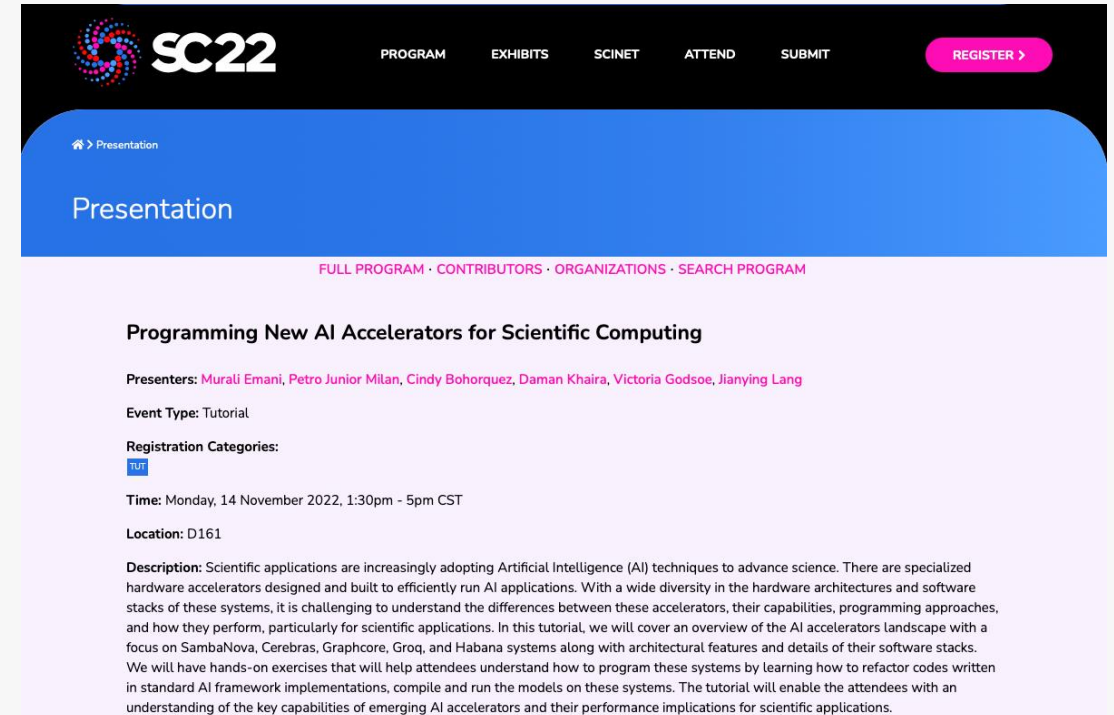 SC22
PROGRAM EXHIBITS SCINET ATTEND SUBMIT REGISTER >
> Presentation
Presentation
FULL PROGRAM · CONTRIBUTORS · ORGANIZATIONS · SEARCH PROGRAM
Programming New AI Accelerators for Scientific Computing
Presenters: Murali Emani, Petro Junior Milan, Cindy Bohorquez, Daman Khaira, Victoria Godsoe, Jianying Lang
Event Type: Tutorial
Registration Categories:
TUT
Time: Monday, 14 November 2022, 1:30pm - 5pm CST
Location: D161
Description: Scientific applications are increasingly adopting Artificial Intelligence (AI) techniques to advance science. There are specialized
hardware accelerators designed and built to efficiently run AI applications. With a wide diversity in the hardware architectures and software
stacks of these systems, it is challenging to understand the differences between these accelerators, their capabilities, programming approaches,
and how they perform, particularly for scientific applications. In this tutorial, we will cover an overview of the AI accelerators landscape with a
focus on SambaNova, Cerebras, Graphcore, Groq, and Habana systems along with architectural features and details of their software stacks.
We will have hands-on exercises that will help attendees understand how to program these systems by learning how to refactor codes written
in standard AI framework implementations, compile and run the models on these systems. The tutorial will enable the attendees with an
understanding of the key capabilities of emerging AI accelerators and their performance implications for scientific applications.